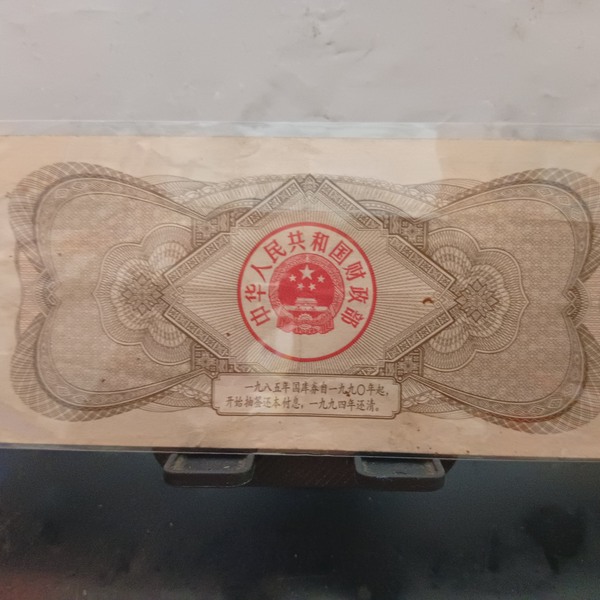 中华人民共和国财政部
一九八五年国库券自一九九〇年起，
开始抽签还本付息，一九九四年还清。